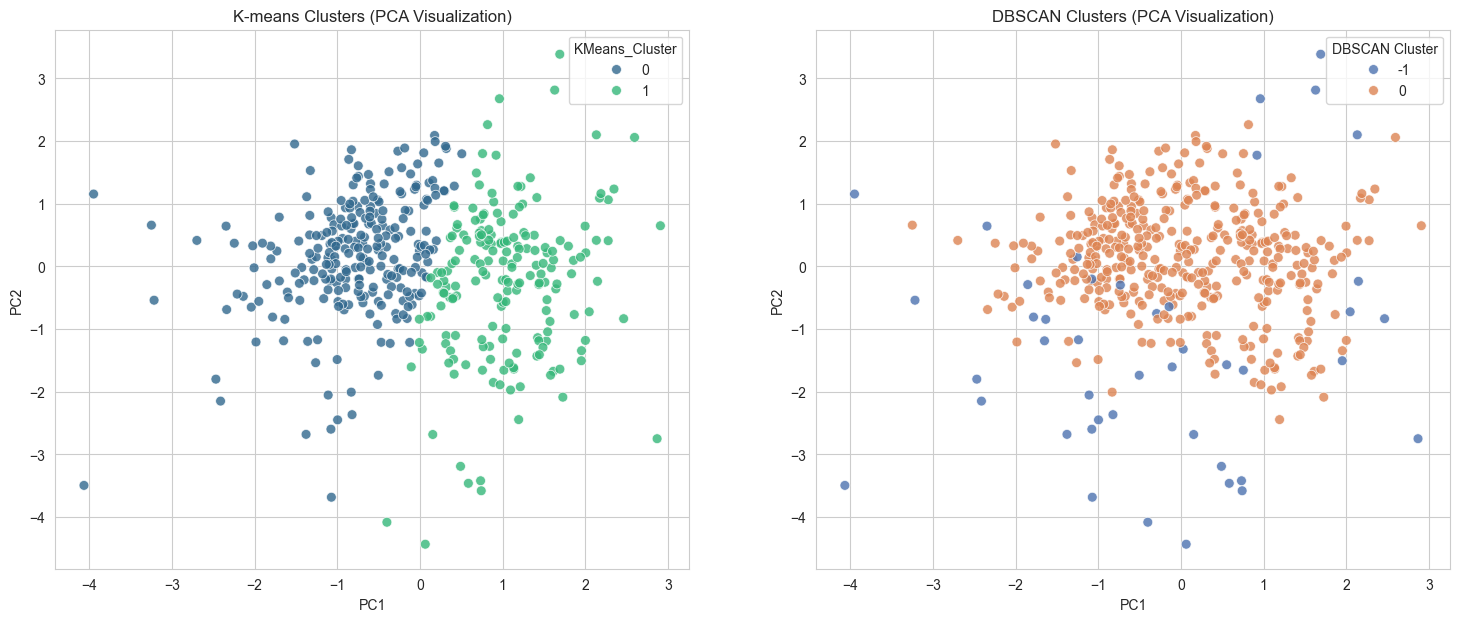 K-means Clusters (PCA Visualization)
KMeans_Cluster
0
1
3
2
1
0
−1
−2
−3
−4
PC2
−4 −3 −2 −1 0 1 2 3
PC1
DBSCAN Clusters (PCA Visualization)
DBSCAN Cluster
-1
0
3
2
1
0
−1
−2
−3
−4
PC2
−4 −3 −2 −1 0 1 2 3
PC1